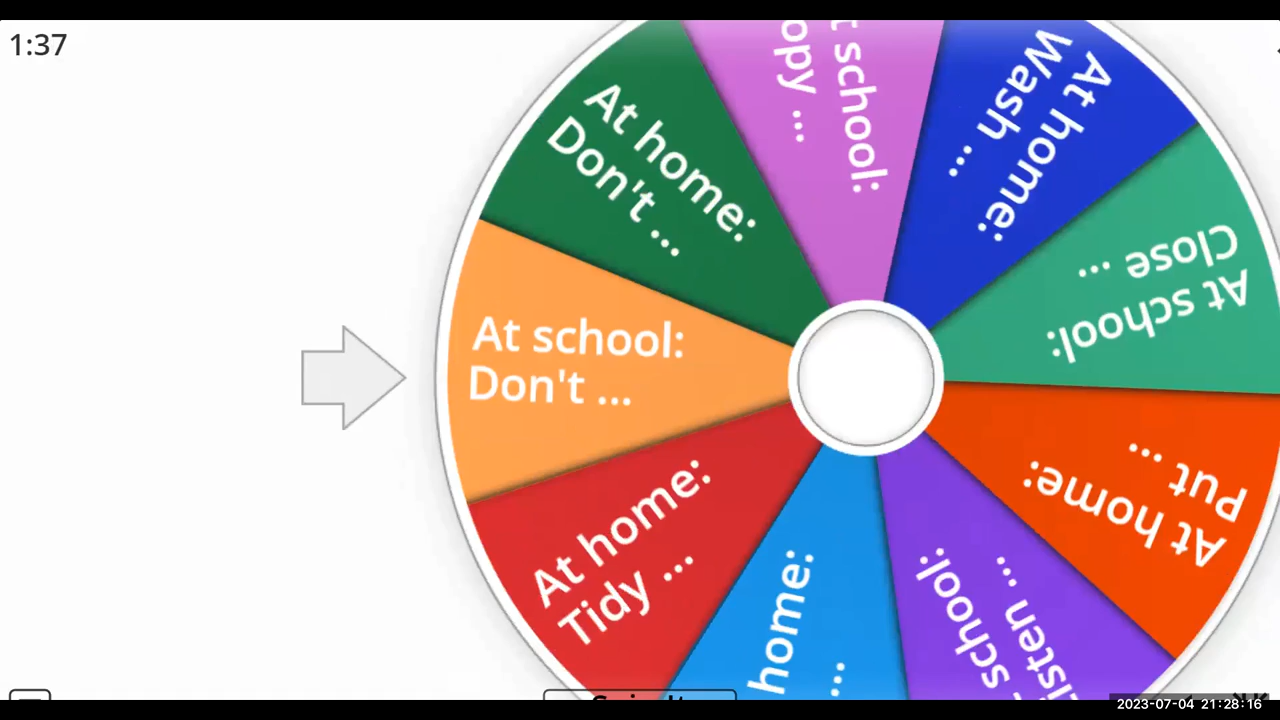 1:37
At home:
Don't ...
school:
opy ...
At home:
Wash ...
At school:
Close ...
At school:
Don't ...
At home:
Put ...
At home:
Tidy ...
home:
...
school:
isten ...
2023-07-04 21:28:16